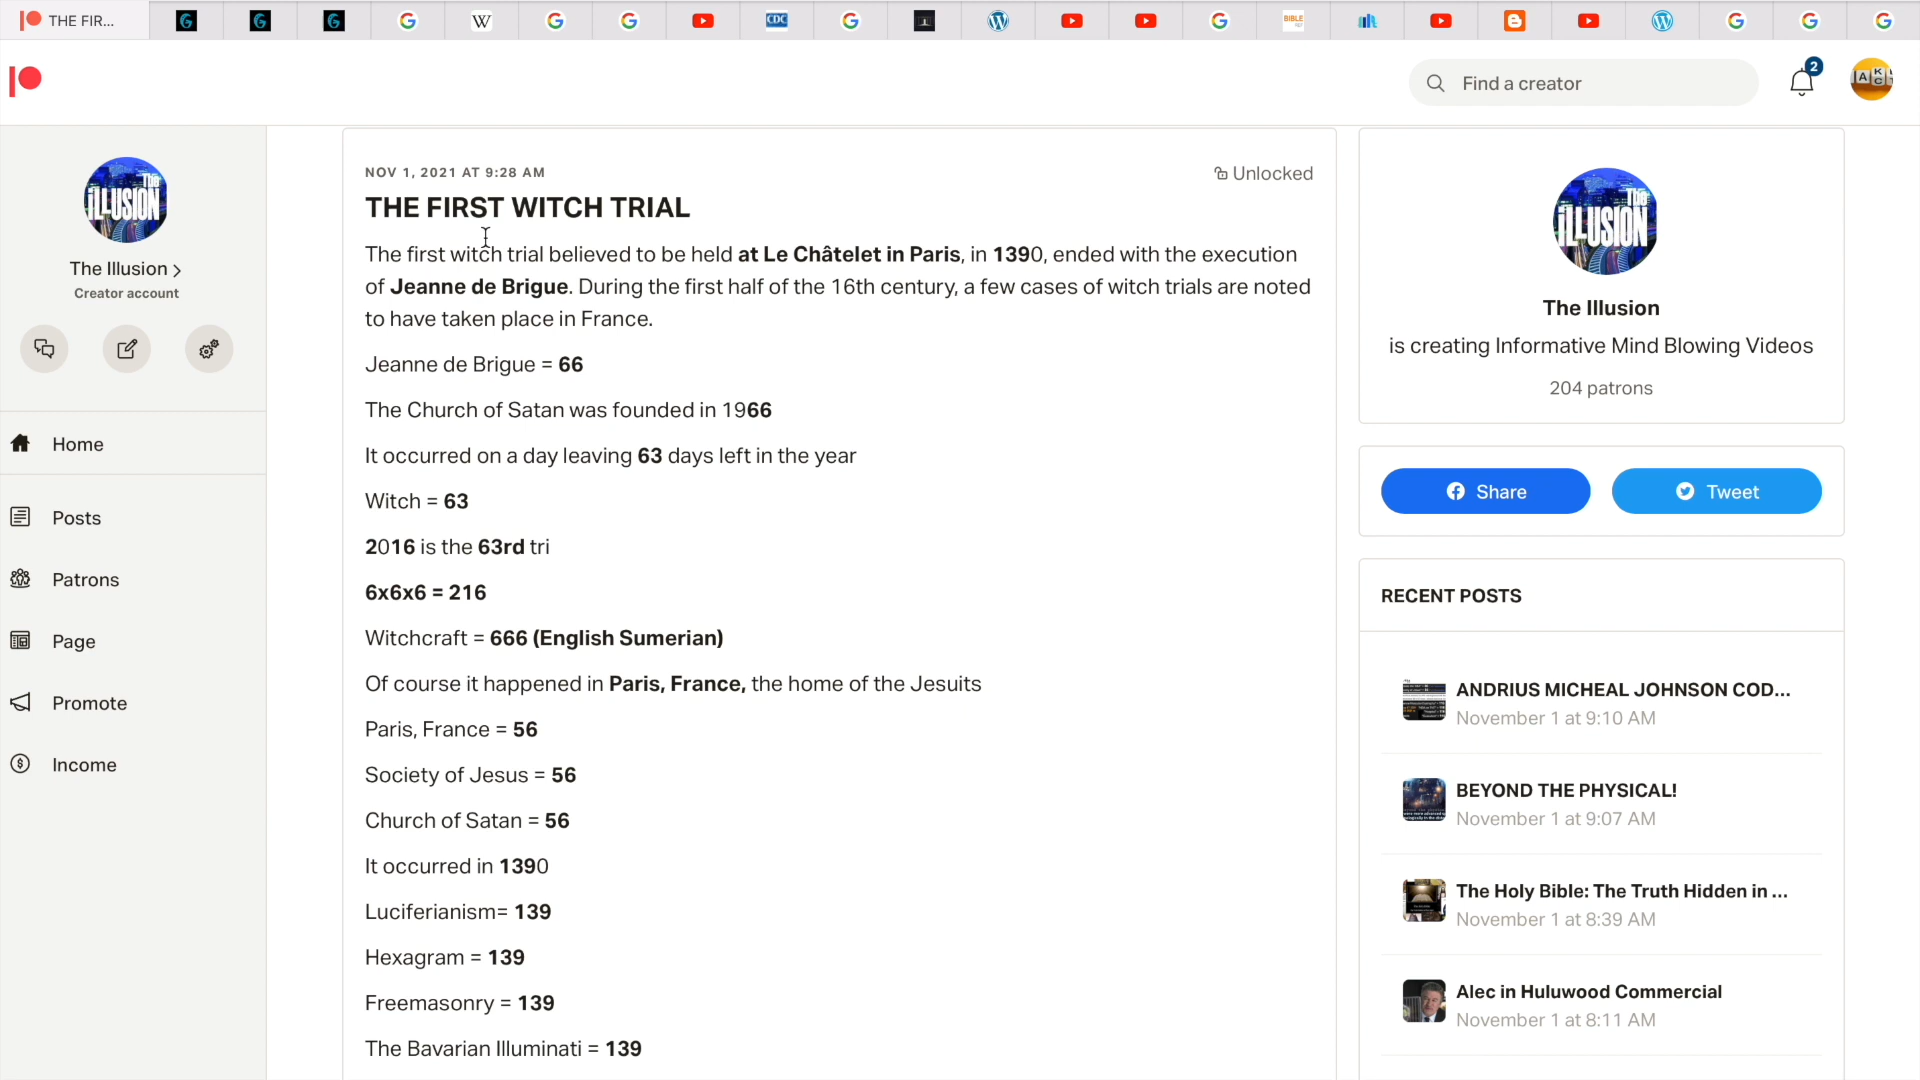 THE FIR...
W
CDC
BIBLE
Find a creator
2
A K C
The ILLUSION
The Illusion
Creator account
Home
Posts
Patrons
Page
Promote
Income
NOV 1, 2021 AT 9:28 AM
Unlocked
THE FIRST WITCH TRIAL
The first witch trial believed to be held at Le Châtelet in Paris, in 1390, ended with the execution
of Jeanne de Brigue. During the first half of the 16th century, a few cases of witch trials are noted
to have taken place in France.
Jeanne de Brigue = 66
The Church of Satan was founded in 1966
It occurred on a day leaving 63 days left in the year
Witch = 63
2016 is the 63rd tri
6x6x6 = 216
Witchcraft = 666 (English Sumerian)
Of course it happened in Paris, France, the home of the Jesuits
Paris, France = 56
Society of Jesus = 56
Church of Satan = 56
It occurred in 1390
Luciferianism= 139
Hexagram = 139
Freemasonry = 139
The Bavarian Illuminati = 139
The ILLUSION
The Illusion
is creating Informative Mind Blowing Videos
204 patrons
Share
Tweet
RECENT POSTS
ANDRIUS MICHEAL JOHNSON COD...
November 1 at 9:10 AM
BEYOND THE PHYSICAL!
November 1 at 9:07 AM
The Holy Bible: The Truth Hidden in ...
November 1 at 8:39 AM
Alec in Huluwood Commercial
November 1 at 8:11 AM